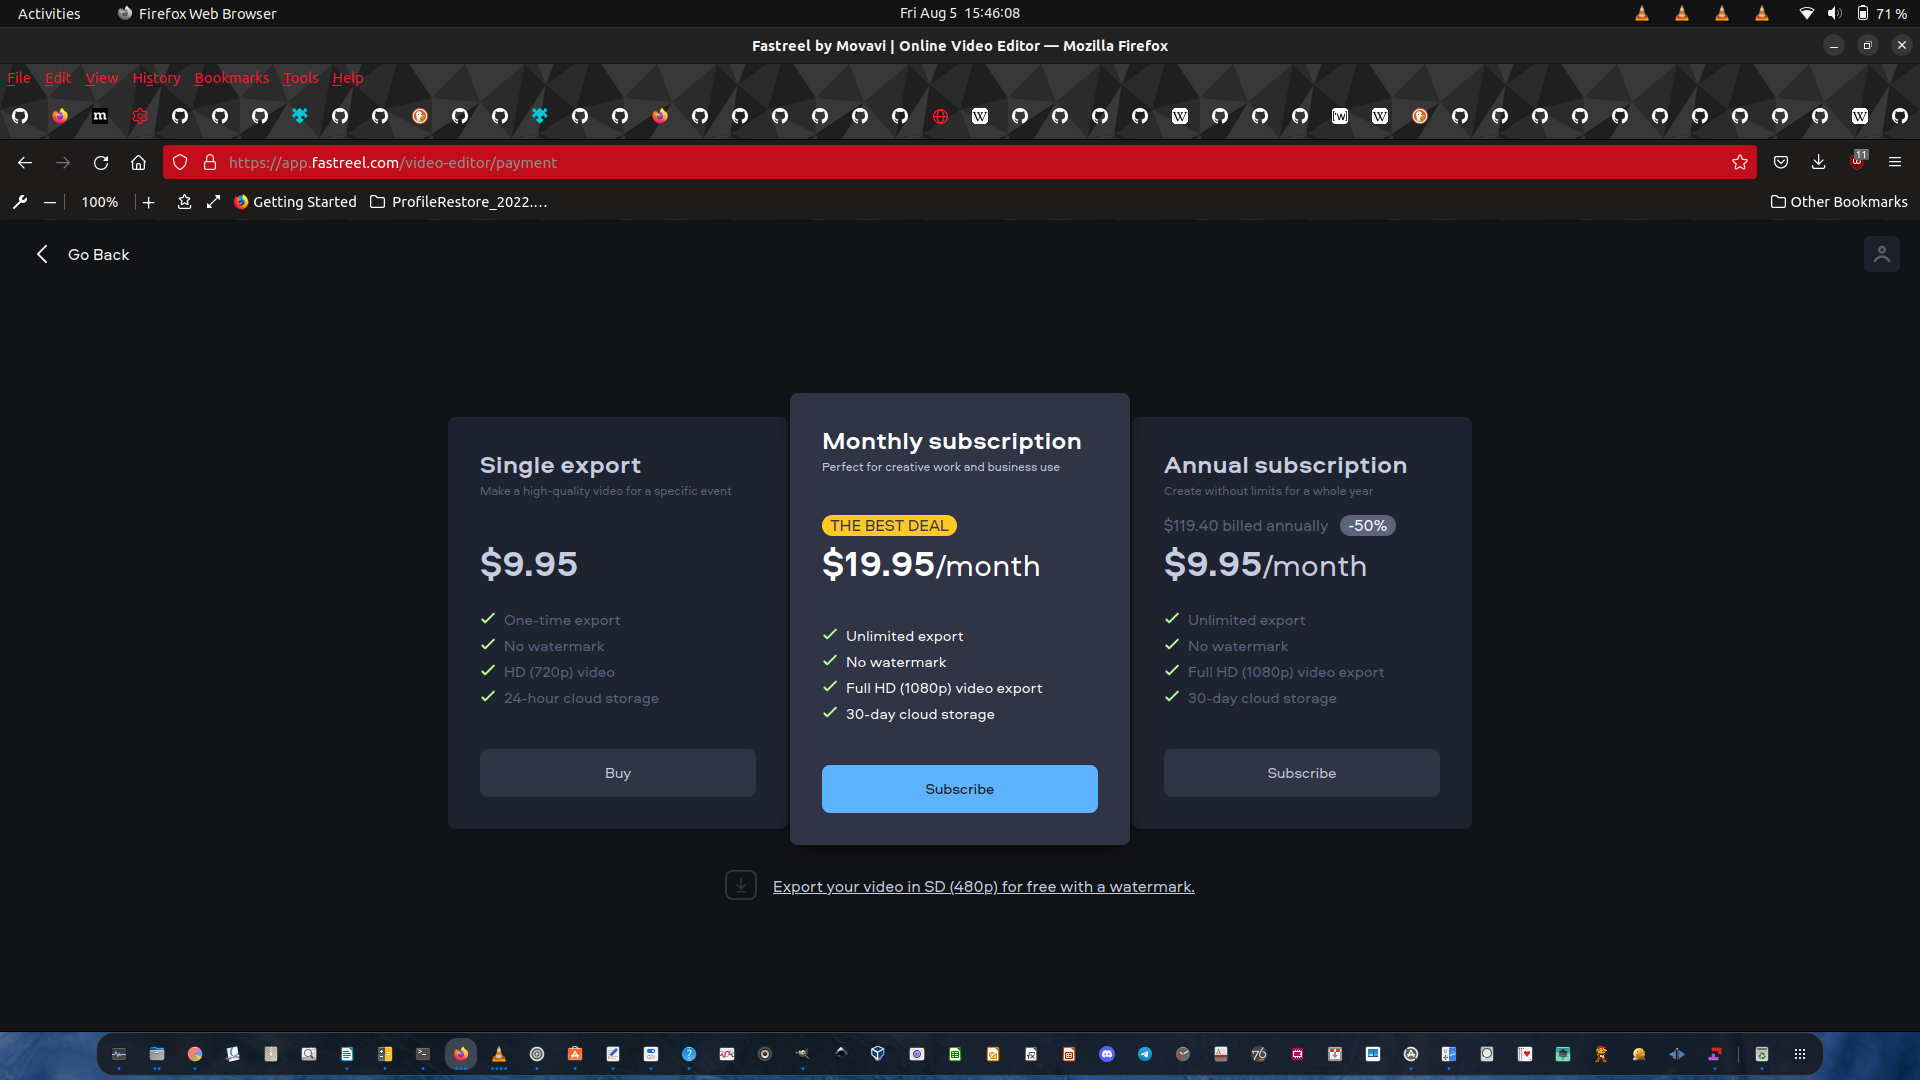 Activities
Firefox Web Browser
Fri Aug 5 15:46:08
71 %
Fastreel by Movavi | Online Video Editor — Mozilla Firefox
File Edit View History Bookmarks Tools Help
https://app.fastreel.com/video-editor/payment
11
100%
Getting Started
ProfileRestore_2022....
Other Bookmarks
Go Back
Single export
Make a high-quality video for a specific event
$9.95
One-time export
No watermark
HD (720p) video
24-hour cloud storage
Buy
Monthly subscription
Perfect for creative work and business use
THE BEST DEAL
$19.95/month
Unlimited export
No watermark
Full HD (1080p) video export
30-day cloud storage
Subscribe
Annual subscription
Create without limits for a whole year
$119.40 billed annually -50%
$9.95/month
Unlimited export
No watermark
Full HD (1080p) video export
30-day cloud storage
Subscribe
Export your video in SD (480p) for free with a watermark.